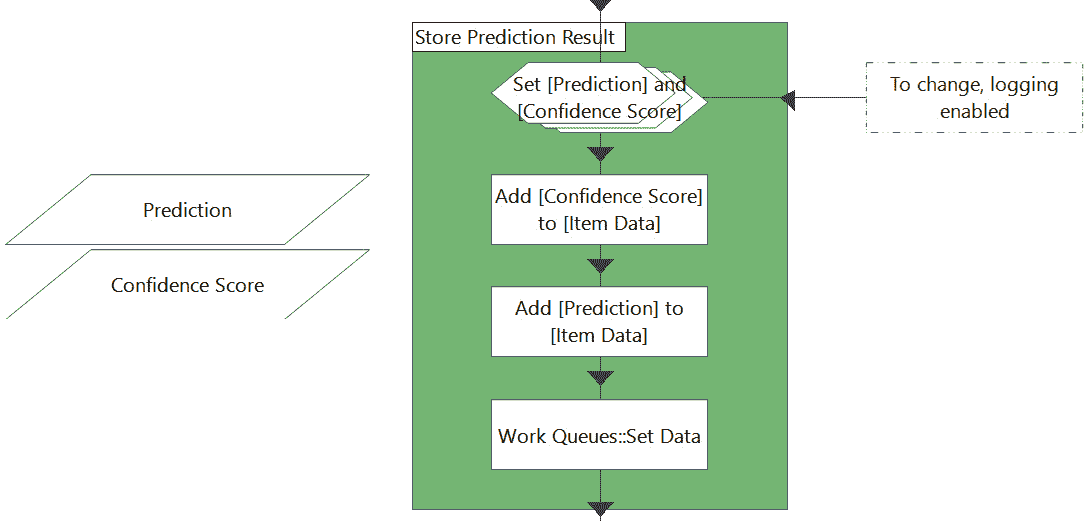 Store Prediction Result
Set [Prediction] and
[Confidence Score]
To change, logging
enabled
Add [Confidence Score]
to [Item Data]
Prediction
Confidence Score
Add [Prediction] to
[Item Data]
Work Queues::Set Data